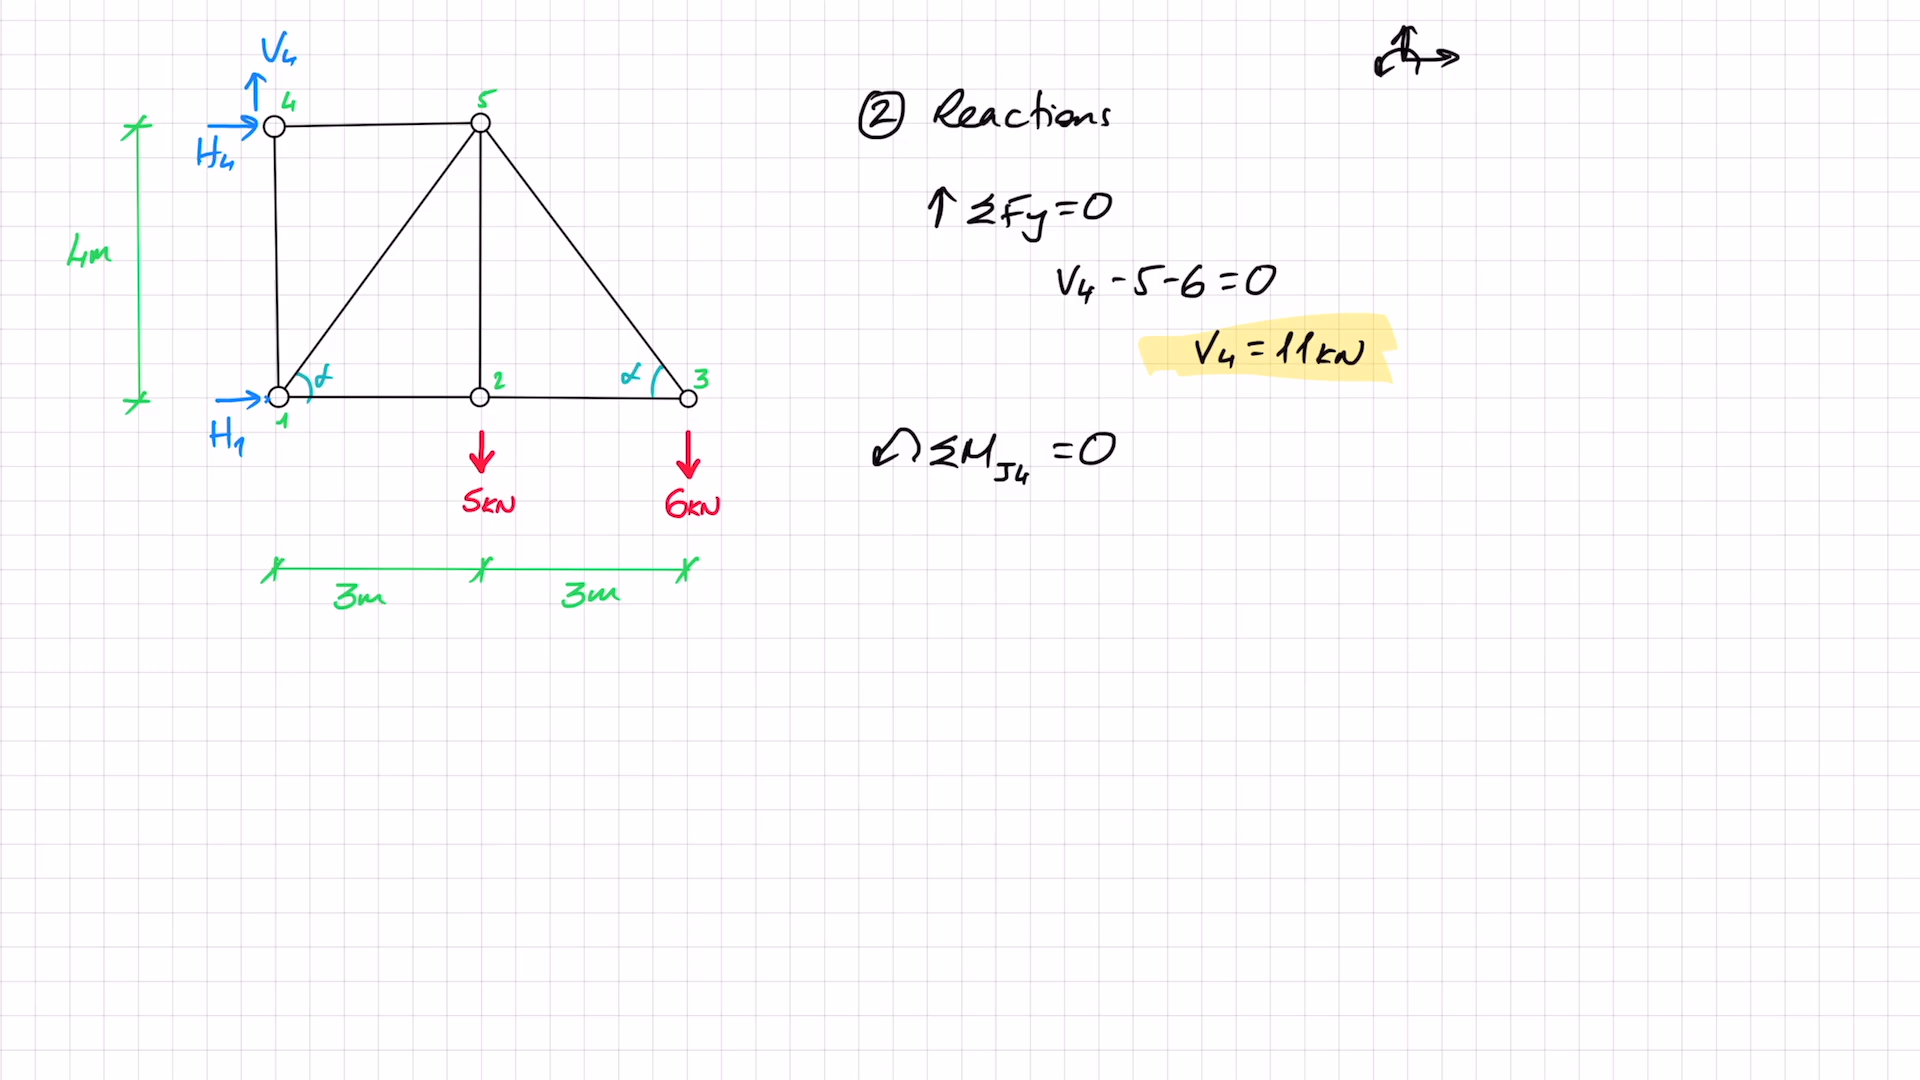 V₄
4
5
H₄
4m
α
α
1
2
3
H₁
5kN
6kN
3m
3m
② Reactions
↑ ΣFy = 0
V₄ - 5 - 6 = 0
V₄ = 11kN
↶ ΣM_J4 = 0